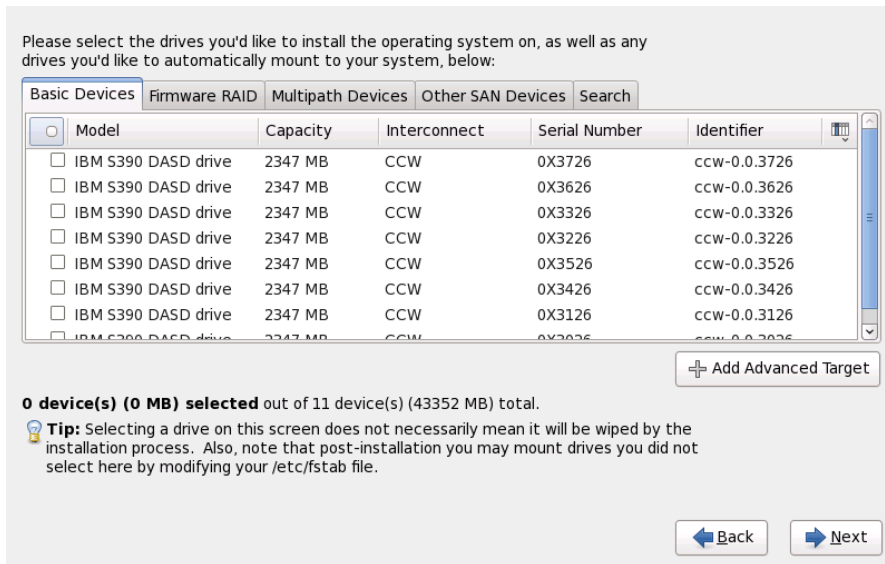 Please select the drives you'd like to install the operating system on, as well as any
drives you'd like to automatically mount to your system, below:
Basic Devices Firmware RAID Multipath Devices Other SAN Devices Search
Model Capacity Interconnect Serial Number Identifier
IBM S390 DASD drive 2347 MB CCW 0X3726 ccw-0.0.3726
IBM S390 DASD drive 2347 MB CCW 0X3626 ccw-0.0.3626
IBM S390 DASD drive 2347 MB CCW 0X3326 ccw-0.0.3326
IBM S390 DASD drive 2347 MB CCW 0X3226 ccw-0.0.3226
IBM S390 DASD drive 2347 MB CCW 0X3526 ccw-0.0.3526
IBM S390 DASD drive 2347 MB CCW 0X3426 ccw-0.0.3426
IBM S390 DASD drive 2347 MB CCW 0X3126 ccw-0.0.3126
IBM S390 DASD drive 2347 MB CCW
Add Advanced Target
0 device(s) (0 MB) selected out of 11 device(s) (43352 MB) total.
Tip: Selecting a drive on this screen does not necessarily mean it will be wiped by the
installation process.  Also, note that post-installation you may mount drives you did not
select here by modifying your /etc/fstab file.
Back Next